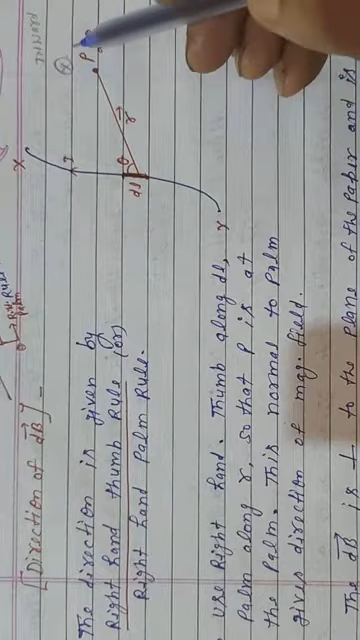 [Direction of dB] -
The direction is given by
Right hand thumb Rule (or)
Right hand Palm Rule.
X
I
dl
θ
r
P
INWARD
Y
use Right hand. Thumb along dl,
Palm along r, so that P is at
the Palm. This normal to Palm
gives direction of mag. field.
The dB is ⊥ to the plane of the paper and is